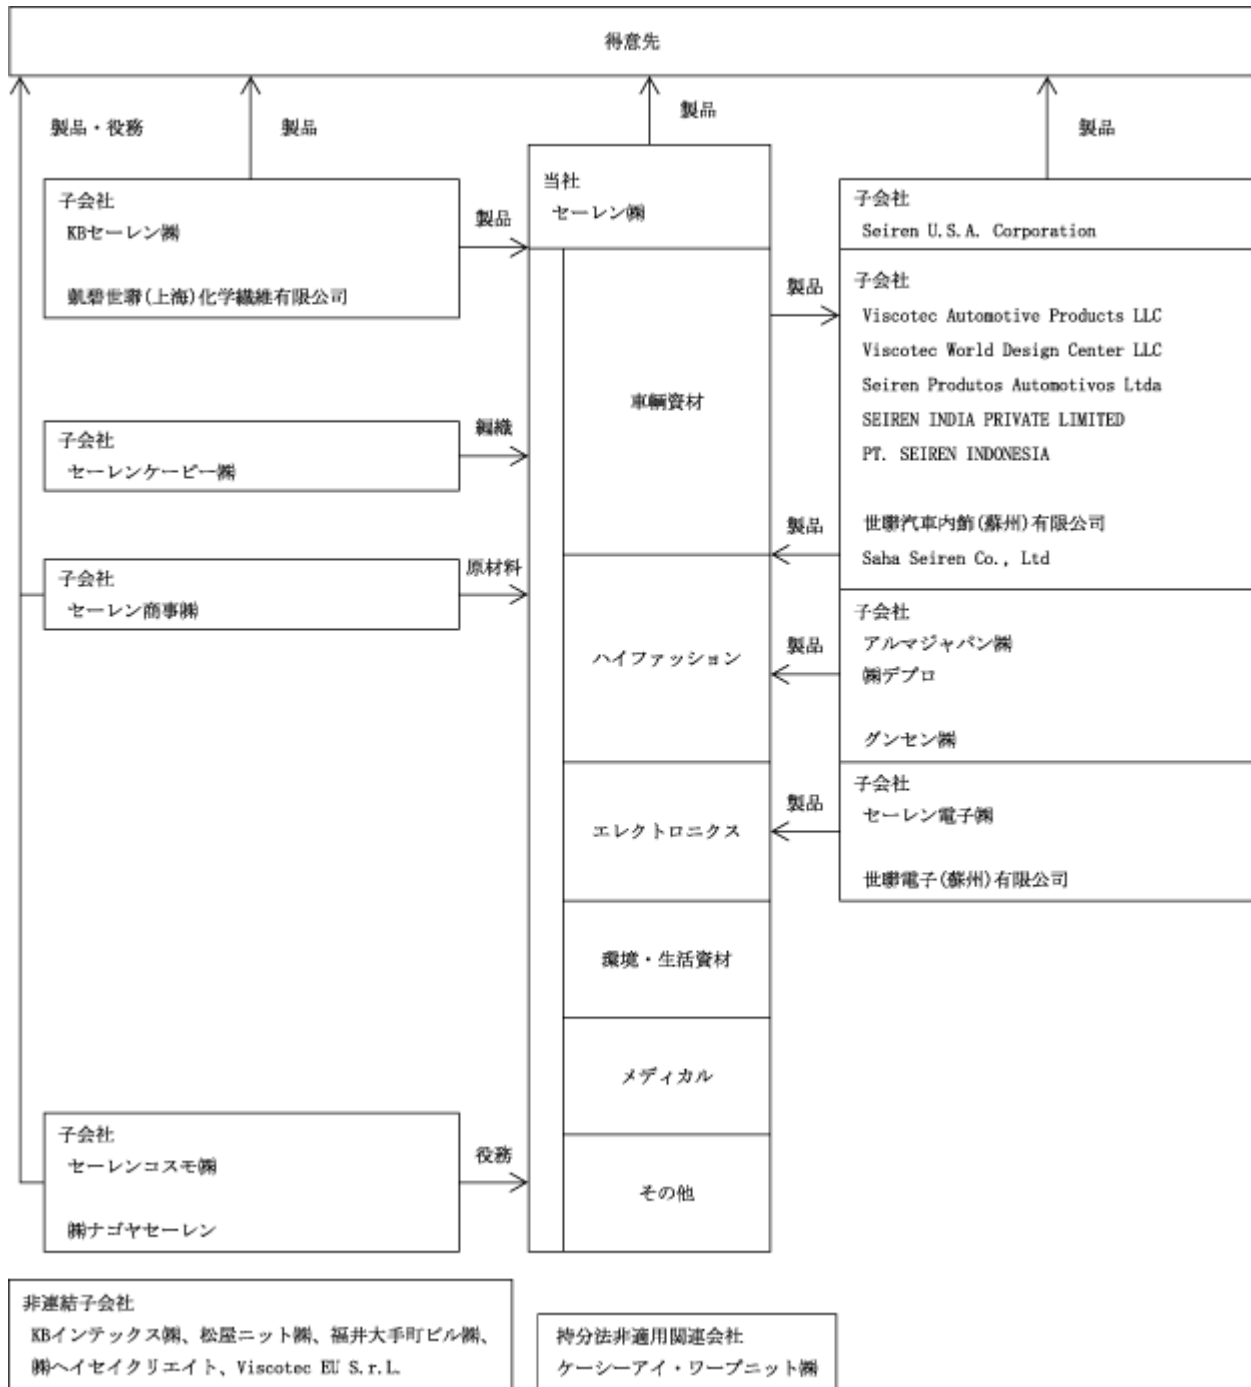 得意先
製品・役務
製品
製品
製品
子会社
KBセーレン㈱
凱碧世聯(上海)化学繊維有限公司
製品
当社
セーレン㈱
子会社
Seiren U.S.A. Corporation
製品
子会社
Viscotec Automotive Products LLC
Viscotec World Design Center LLC
Seiren Produtos Automotivos Ltda
SEIREN INDIA PRIVATE LIMITED
PT. SEIREN INDONESIA
世聯汽車内飾(蘇州)有限公司
Saha Seiren Co., Ltd
車輌資材
製品
子会社
セーレンケーピー㈱
編織
子会社
セーレン商事㈱
原材料
ハイファッション
製品
子会社
アルマジャパン㈱
㈱デプロ
グンセン㈱
エレクトロニクス
製品
子会社
セーレン電子㈱
世聯電子(蘇州)有限公司
環境・生活資材
メディカル
子会社
セーレンコスモ㈱
㈱ナゴヤセーレン
役務
その他
非連結子会社
KBインテックス㈱、松屋ニット㈱、福井大手町ビル㈱、
㈱ヘイセイクリエイト、Viscotec EU S.r.L.
持分法非適用関連会社
ケーシーアイ・ワープニット㈱